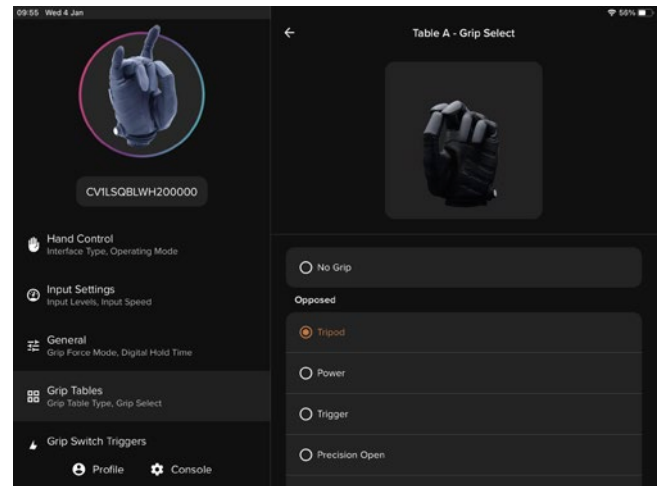 09:55 Wed 4 Jan
56%
CV1LSQBLWH200000
Hand Control
Interface Type, Operating Mode
Input Settings
Input Levels, Input Speed
General
Grip Force Mode, Digital Hold Time
Grip Tables
Grip Table Type, Grip Select
Grip Switch Triggers
Profile
Console
Table A - Grip Select
No Grip
Opposed
Tripod
Power
Trigger
Precision Open